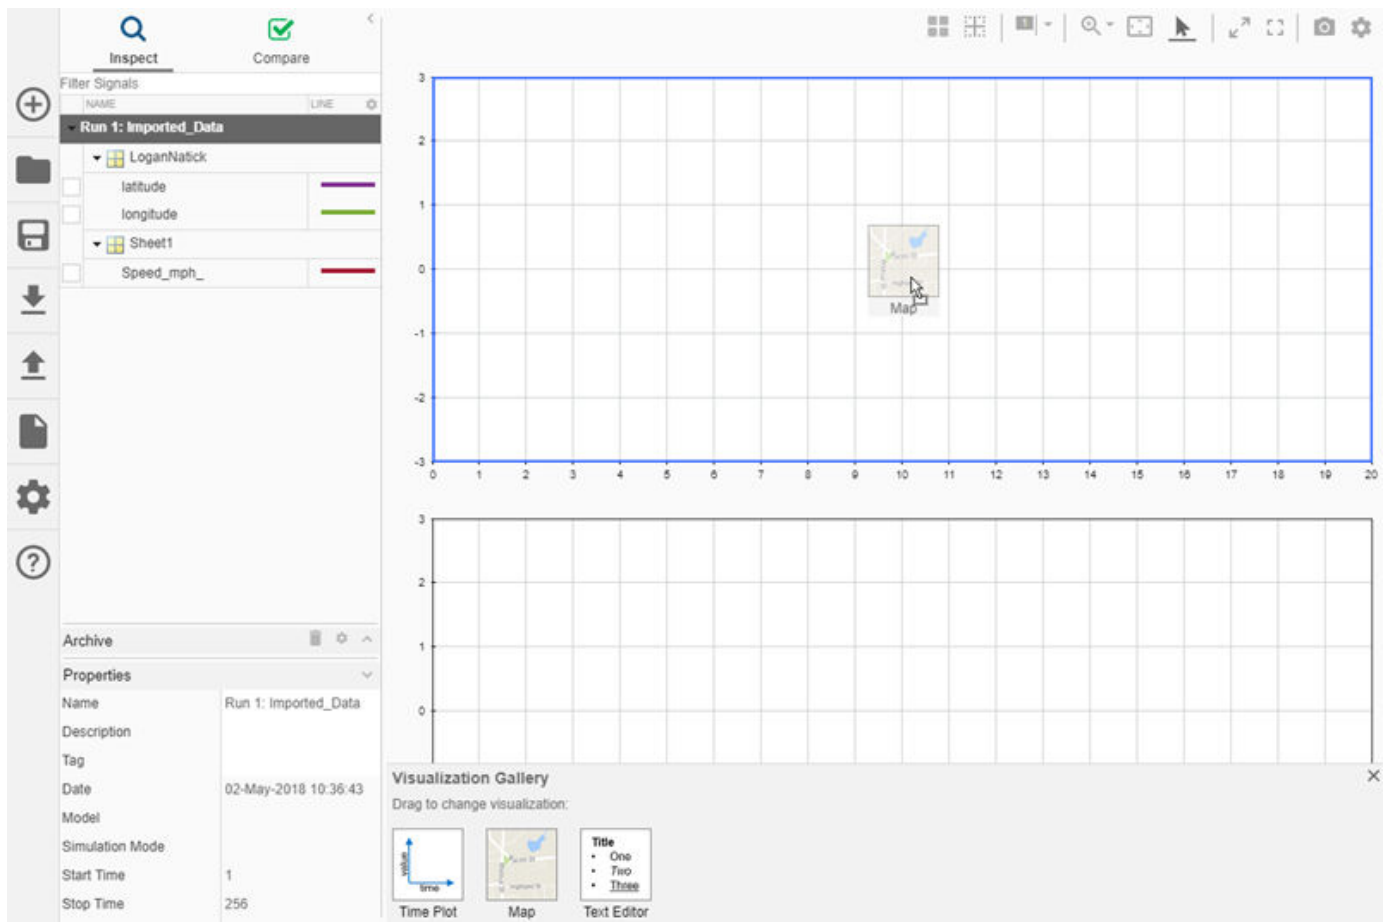 Inspect
Compare
Filter Signals
NAME
LINE
Run 1: Imported_Data
LoganNatick
latitude
longitude
Sheet1
Speed_mph_
Archive
Properties
Name Run 1: Imported_Data
Description
Tag
Date 02-May-2018 10:36:43
Model
Simulation Mode
Start Time 1
Stop Time 256
1
3
2
1
0
-1
-2
-3
0 1 2 3 4 5 6 7 8 9 10 11 12 13 14 15 16 17 18 19 20
Map
3
2
1
0
Visualization Gallery
Drag to change visualization:
value
time
Time Plot
Map
Title
• One
• Two
• Three
Text Editor